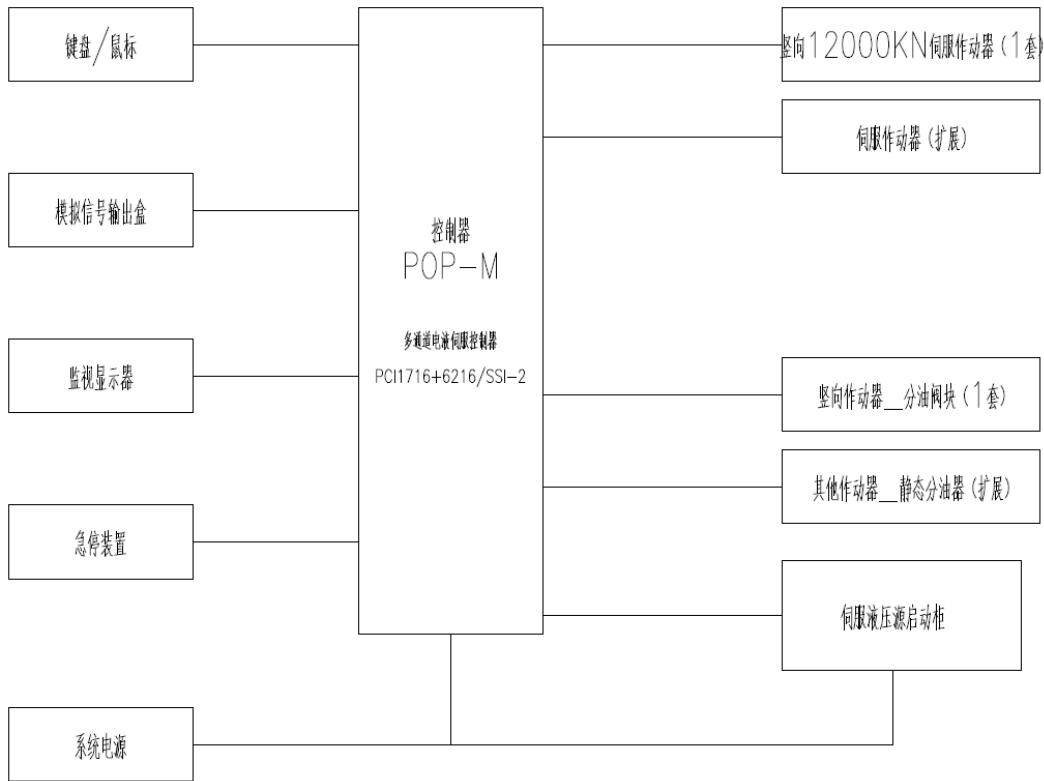 键盘/鼠标
模拟信号输出盒
监视显示器
急停装置
系统电源
控制器
POP-M
多通道电液伺服控制器
PCI1716+6216/SSI-2
竖向12000KN伺服作动器(1套)
伺服作动器(扩展)
竖向作动器__分油阀块(1套)
其他作动器__静态分油器(扩展)
伺服液压源启动柜